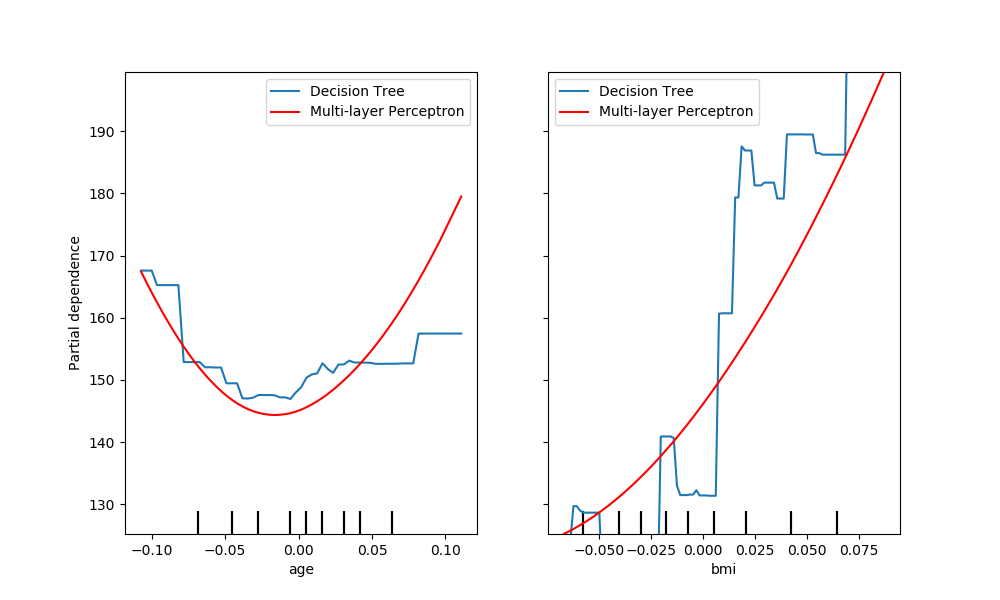 Decision Tree
Multi-layer Perceptron
Decision Tree
Multi-layer Perceptron
Partial dependence
190
180
170
160
150
140
130
−0.10 −0.05 0.00 0.05 0.10
age
−0.050 −0.025 0.000 0.025 0.050 0.075
bmi